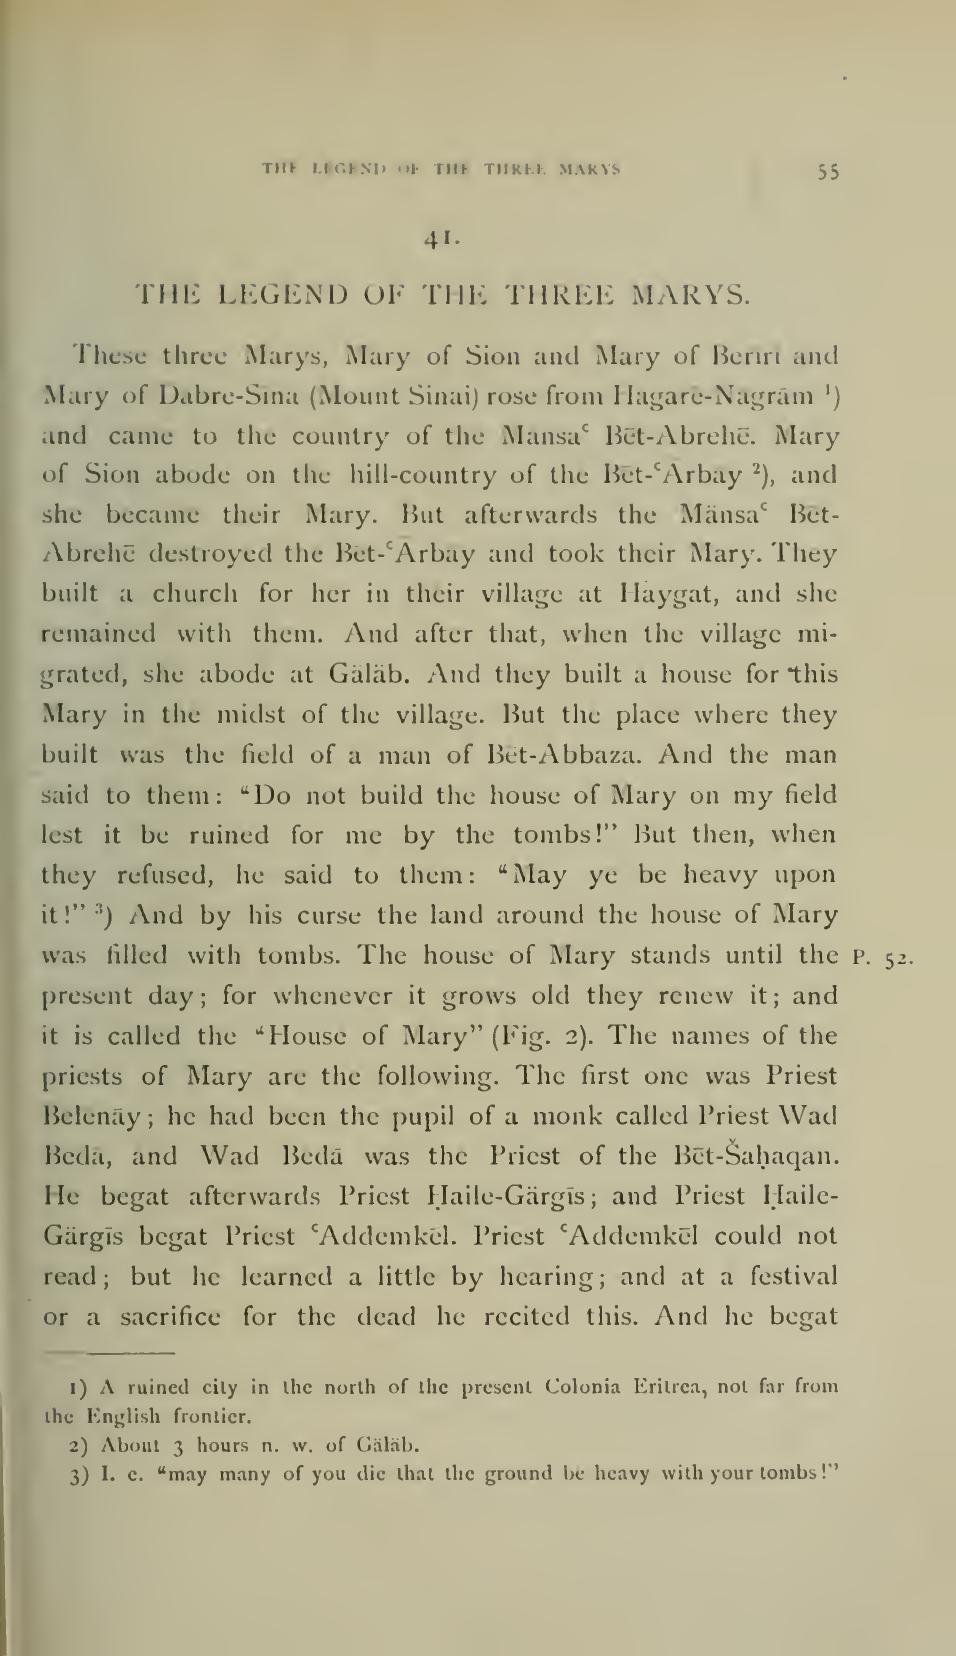 THE LEGEND OF THE THREE MARYS 55
41.
THE LEGEND OF THE THREE MARYS.
These three Marys, Mary of Sion and Mary of Berīrī and
Mary of Dabre-Sīna (Mount Sinai) rose from Hagarē-Nagrām ¹)
and came to the country of the Mänsaʿ Bēt-Abrehē. Mary
of Sion abode on the hill-country of the Bēt-ʿArbay ²), and
she became their Mary. But afterwards the Mänsaʿ Bēt-
Abrehē destroyed the Bēt-ʿArbay and took their Mary. They
built a church for her in their village at Haygat, and she
remained with them. And after that, when the village mi-
grated, she abode at Gäläb. And they built a house for this
Mary in the midst of the village. But the place where they
built was the field of a man of Bēt-Abbaza. And the man
said to them: “Do not build the house of Mary on my field
lest it be ruined for me by the tombs!” But then, when
they refused, he said to them: “May ye be heavy upon
it!” ³) And by his curse the land around the house of Mary
was filled with tombs. The house of Mary stands until the P. 52.
present day; for whenever it grows old they renew it; and
it is called the “House of Mary” (Fig. 2). The names of the
priests of Mary are the following. The first one was Priest
Belenāy; he had been the pupil of a monk called Priest Wad
Bedā, and Wad Bedā was the Priest of the Bēt-Šaḥaqan.
He begat afterwards Priest Ḥaile-Gärgīs; and Priest Ḥaile-
Gärgīs begat Priest ʿAddemkēl. Priest ʿAddemkēl could not
read; but he learned a little by hearing; and at a festival
or a sacrifice for the dead he recited this. And he begat
1) A ruined city in the north of the present Colonia Eritrea, not far from
the English frontier.
2) About 3 hours n. w. of Gäläb.
3) I. e. “may many of you die that the ground be heavy with your tombs!”